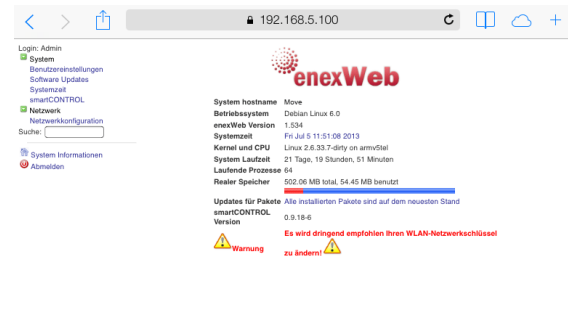 192.168.5.100
Login: Admin
System
Benutzereinstellungen
Software Updates
Systemzeit
smartCONTROL
Netzwerk
Netzwerkkonfiguration
Suche:
System Informationen
Abmelden
enexWeb
System hostname Move
Betriebssystem Debian Linux 6.0
enexWeb Version 1.534
Systemzeit Fri Jul 5 11:51:08 2013
Kernel und CPU Linux 2.6.33.7-dirty on armv5tel
System Laufzeit 21 Tage, 19 Stunden, 51 Minuten
Laufende Prozesse 64
Realer Speicher 502.06 MB total, 54.45 MB benutzt
Updates für Pakete Alle installierten Pakete sind auf dem neuesten Stand
smartCONTROL
Version 0.9.18-6
Warnung
Es wird dringend empfohlen Ihren WLAN-Netzwerkschlüssel
zu ändern!